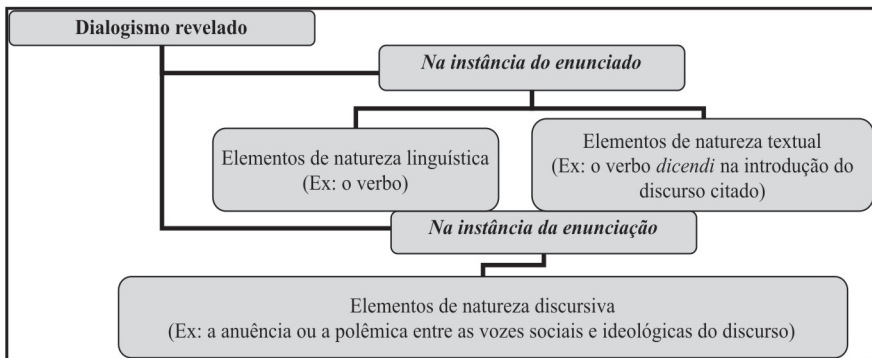 Dialogismo revelado
Na instância do enunciado
Elementos de natureza linguística
(Ex: o verbo)
Elementos de natureza textual
(Ex: o verbo dicendi na introdução do
discurso citado)
Na instância da enunciação
Elementos de natureza discursiva
(Ex: a anuência ou a polêmica entre as vozes sociais e ideológicas do discurso)